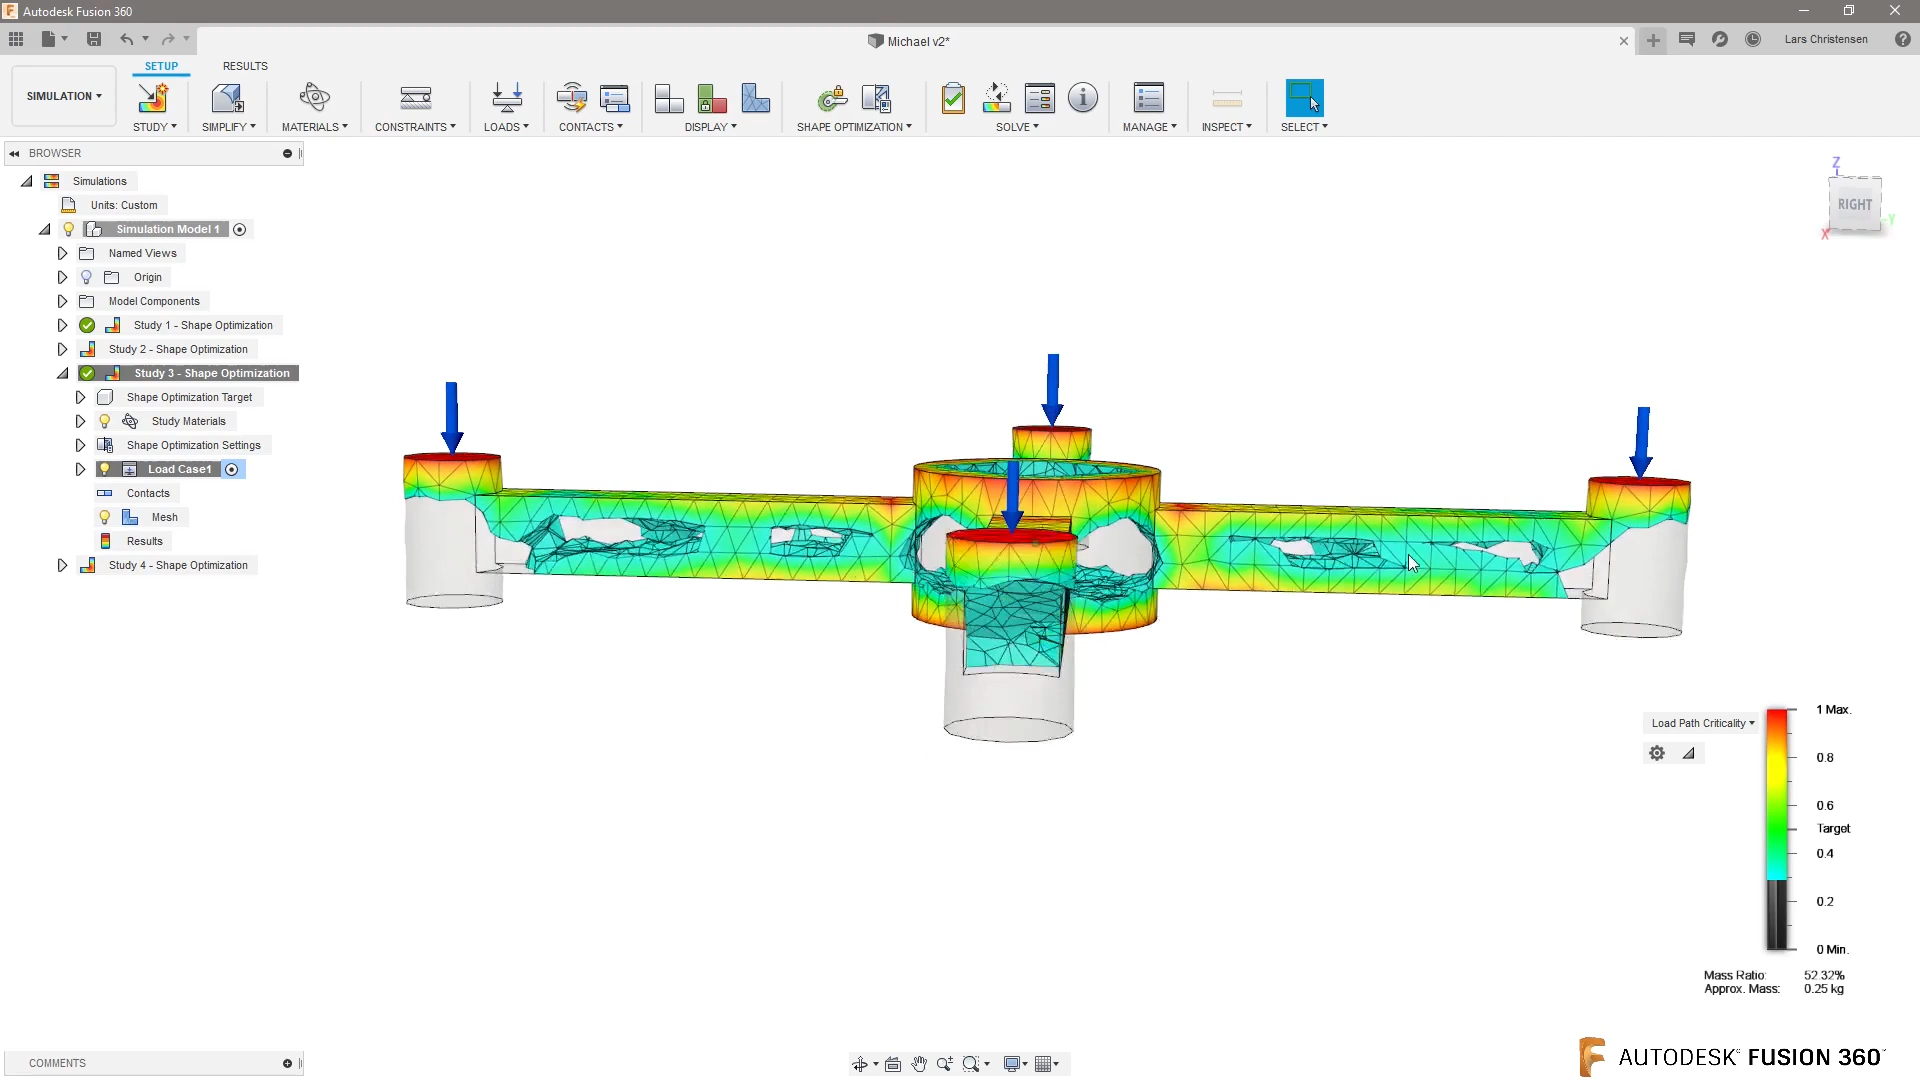 Autodesk Fusion 360
Michael v2*
Lars Christensen
SIMULATION
SETUP
RESULTS
STUDY
SIMPLIFY
MATERIALS
CONSTRAINTS
LOADS
CONTACTS
DISPLAY
SHAPE OPTIMIZATION
SOLVE
MANAGE
INSPECT
SELECT
BROWSER
Simulations
Units: Custom
Simulation Model 1
Named Views
Origin
Model Components
Study 1 - Shape Optimization
Study 2 - Shape Optimization
Study 3 - Shape Optimization
Shape Optimization Target
Study Materials
Shape Optimization Settings
Load Case1
Contacts
Mesh
Results
Study 4 - Shape Optimization
Z
RIGHT
Y
X
Load Path Criticality
1 Max.
0.8
0.6
Target
0.4
0.2
0 Min.
Mass Ratio: 52.32%
Approx. Mass: 0.25 kg
COMMENTS
AUTODESK® FUSION 360™